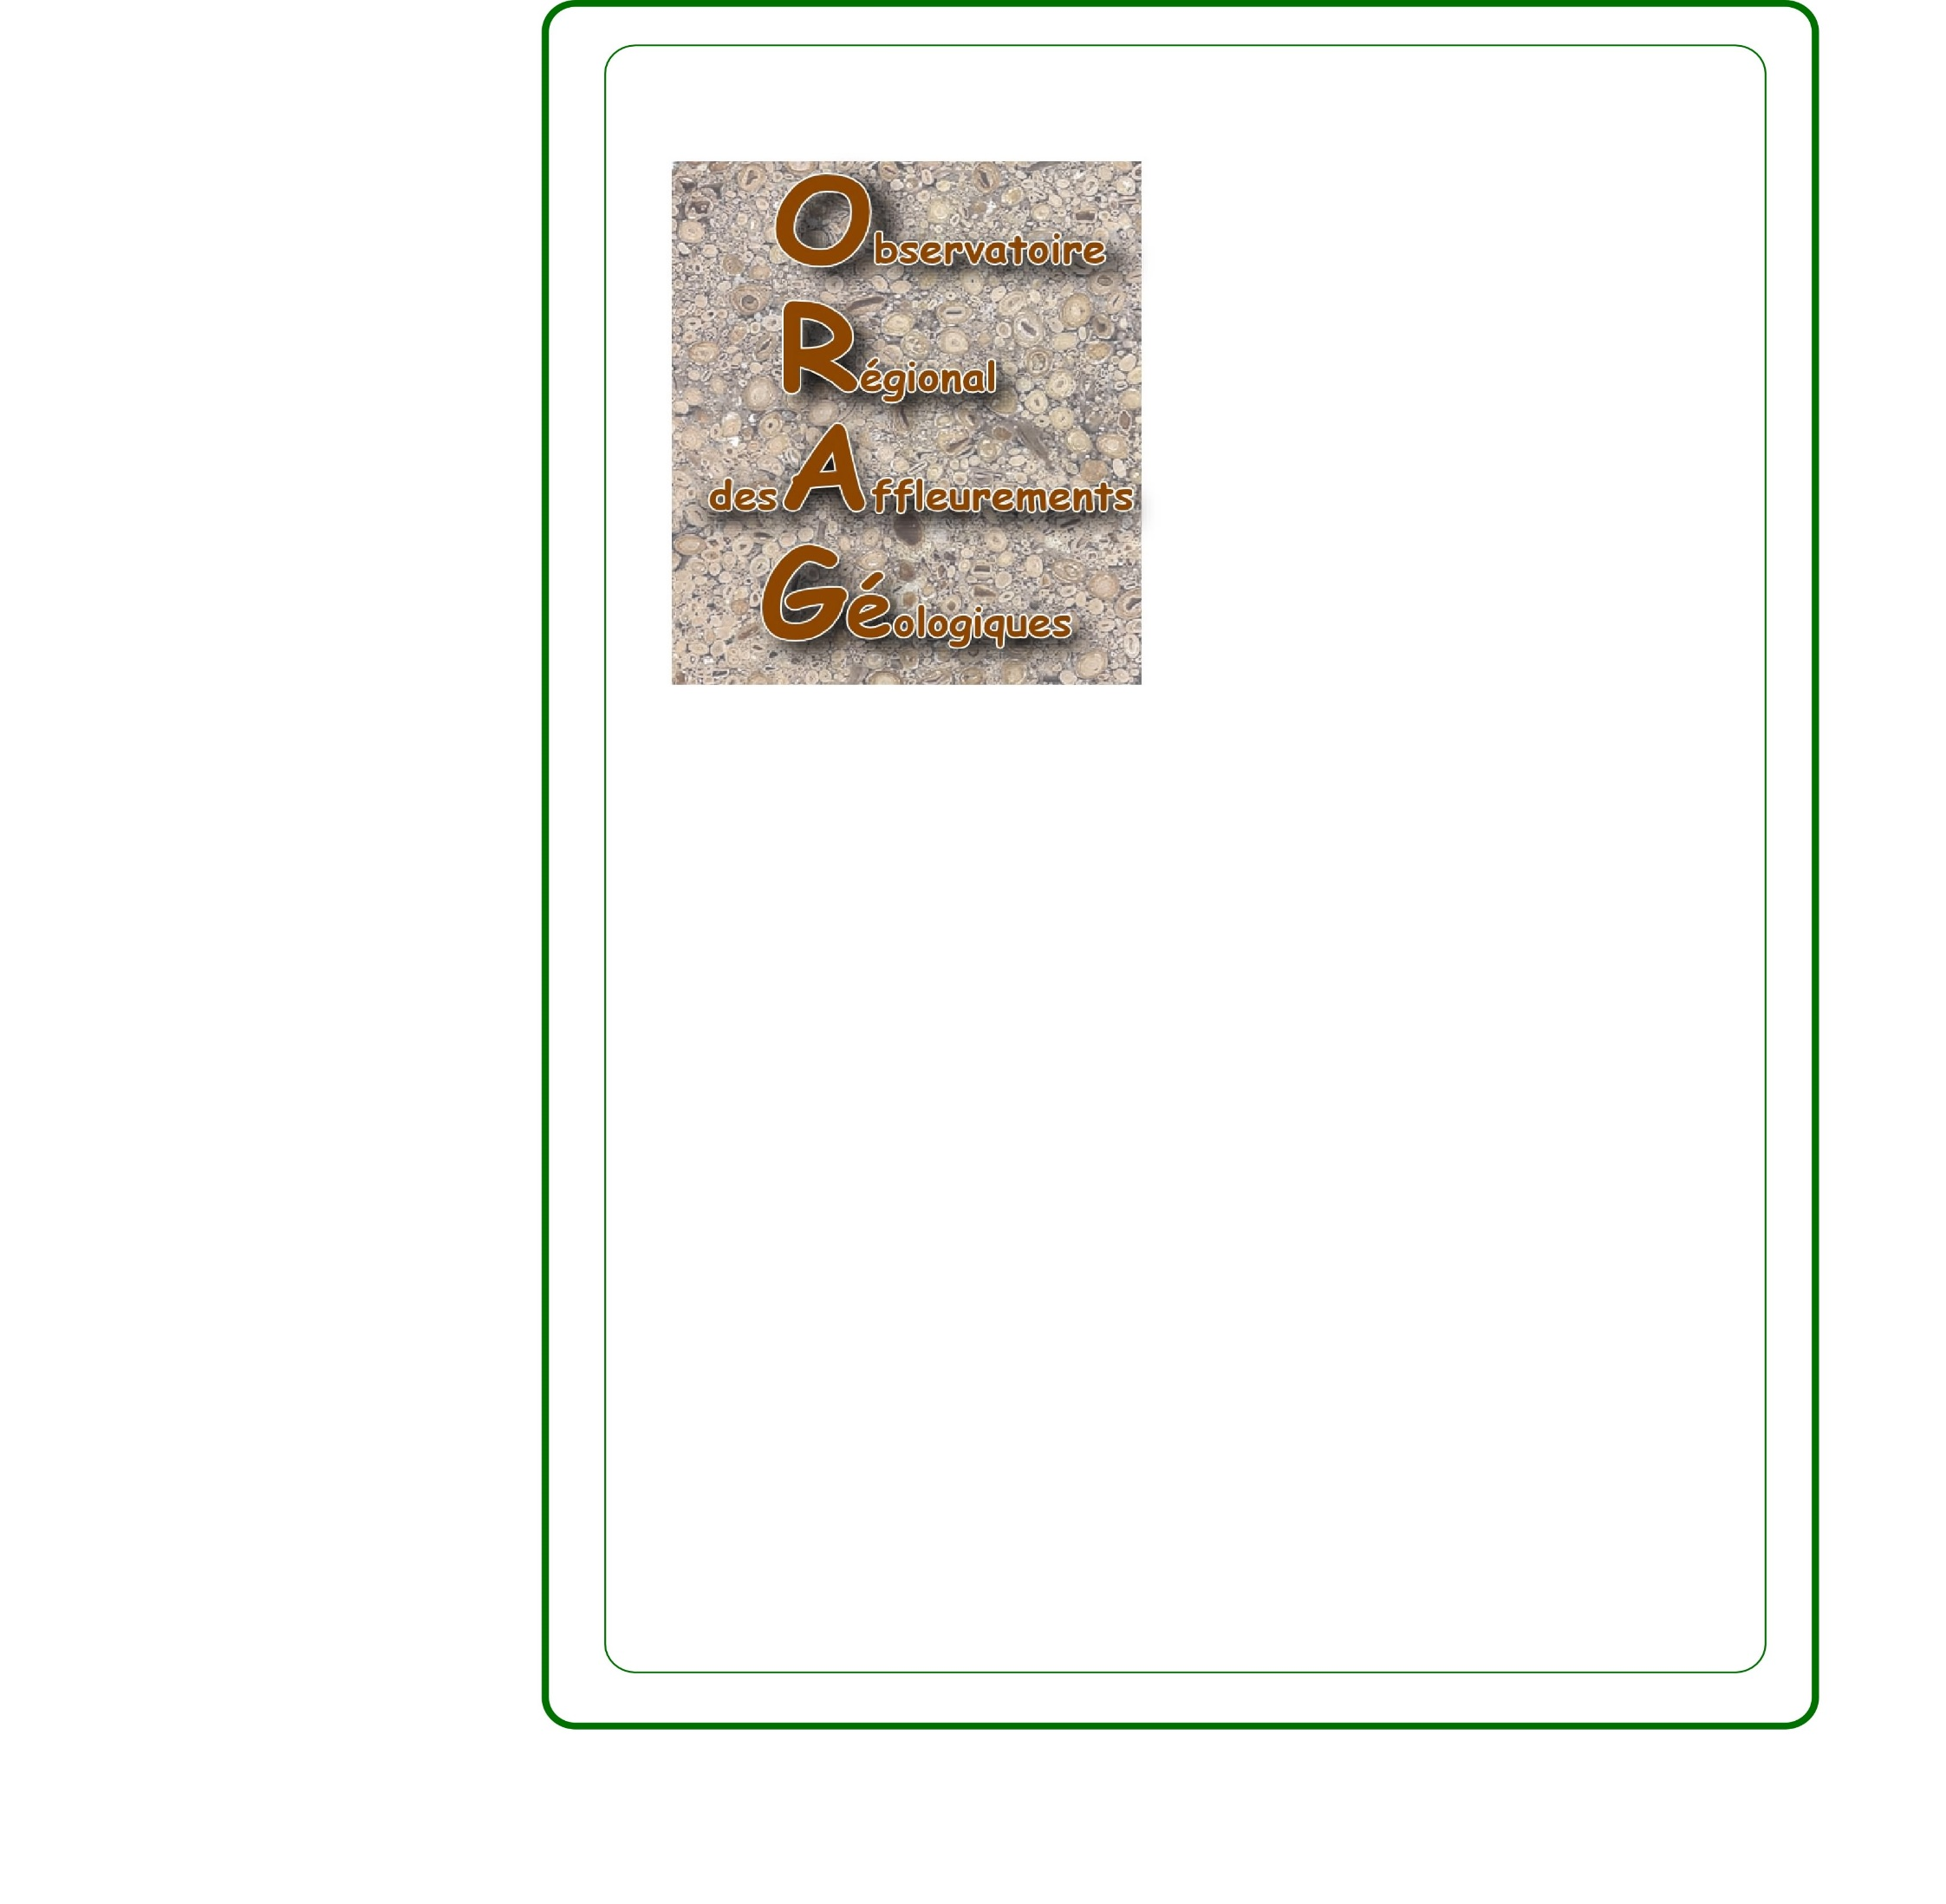 Observatoire
Régional
des Affleurements
Géologiques